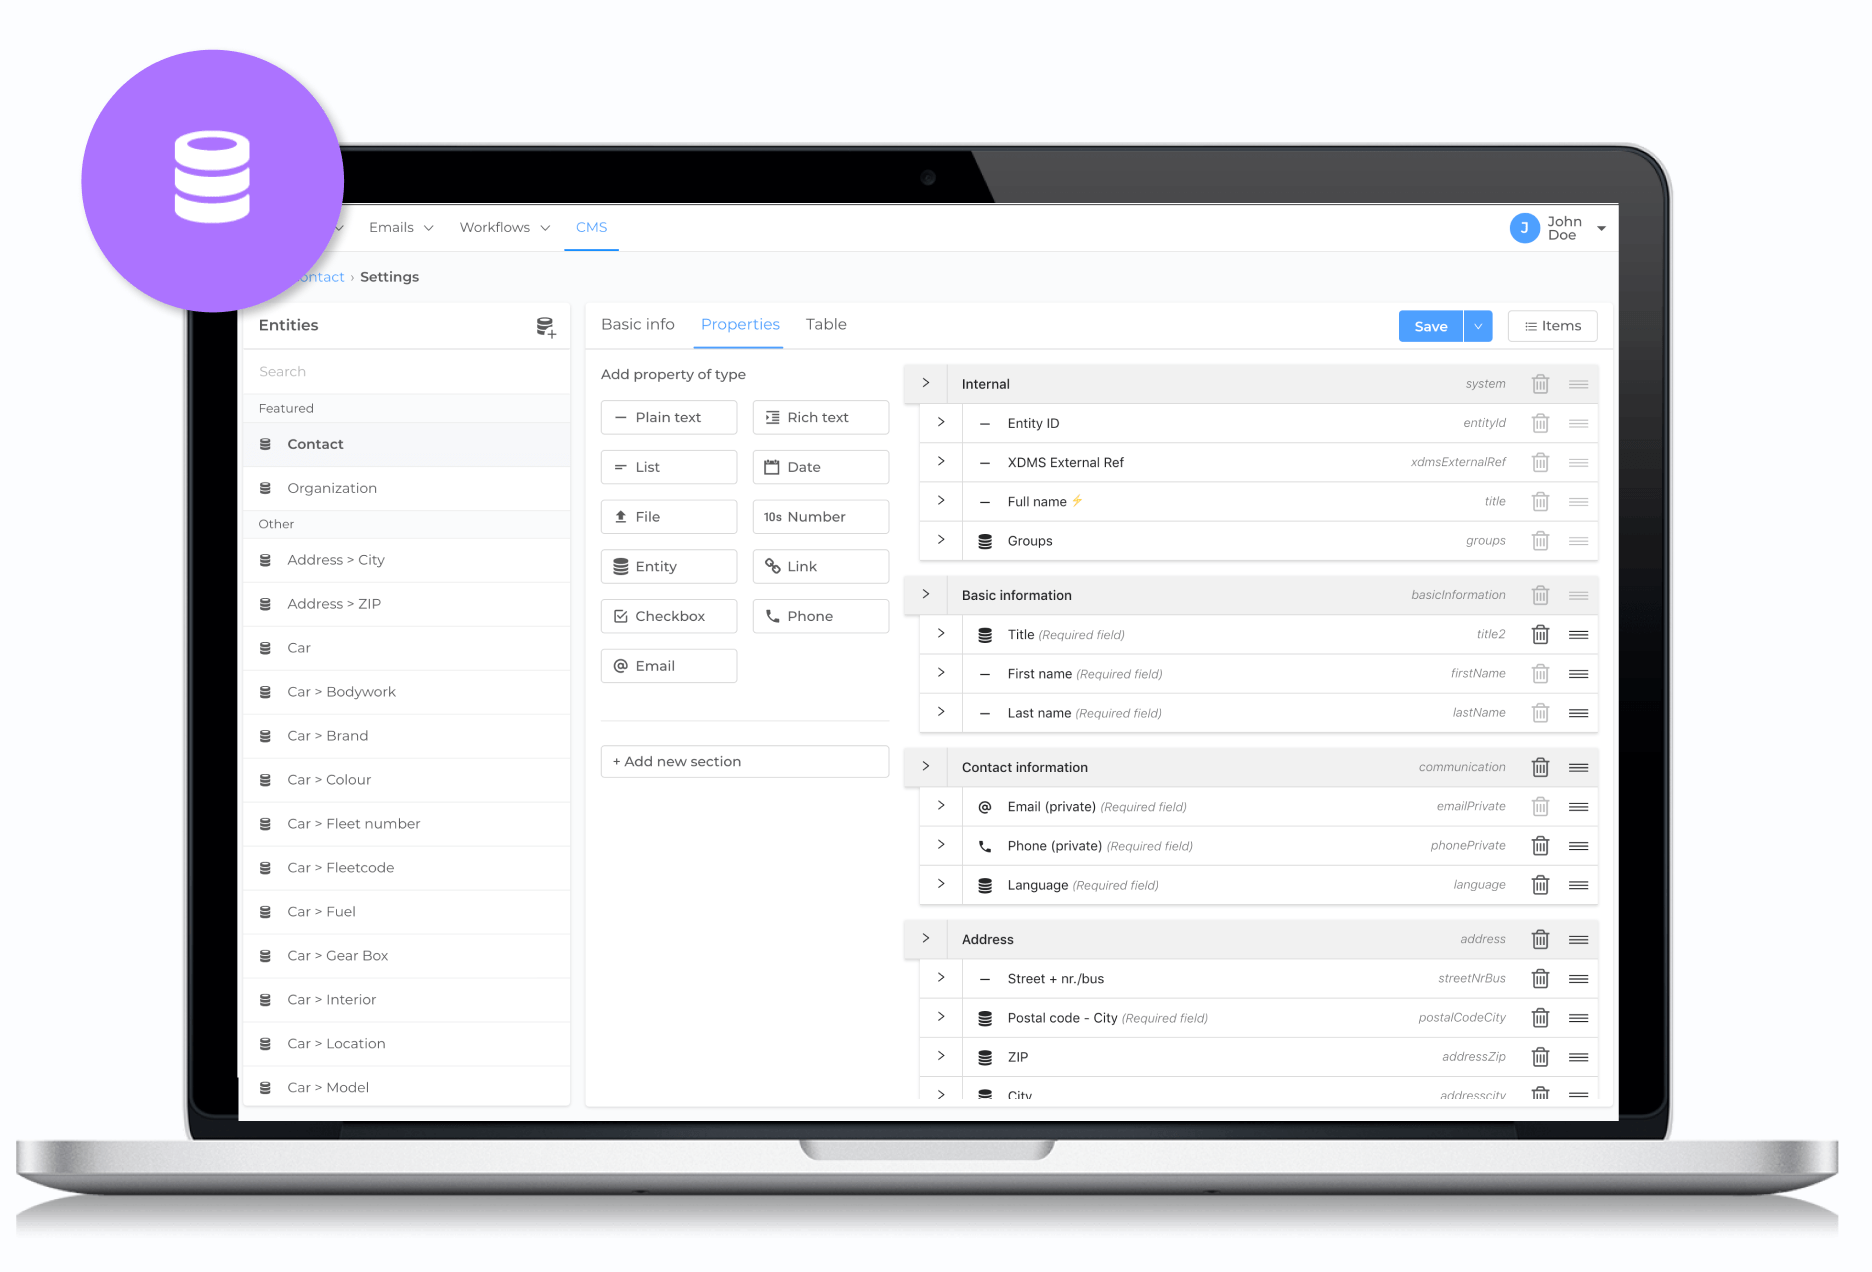 Emails
Workflows
CMS
J
John
Doe
ontact › Settings
Entities
Search
Featured
Contact
Organization
Other
Address > City
Address > ZIP
Car
Car > Bodywork
Car > Brand
Car > Colour
Car > Fleet number
Car > Fleetcode
Car > Fuel
Car > Gear Box
Car > Interior
Car > Location
Car > Model
Basic info
Properties
Table
Save
Items
Add property of type
Plain text
Rich text
List
Date
File
10s Number
Entity
Link
Checkbox
Phone
@ Email
+ Add new section
Internal system
Entity ID entityId
XDMS External Ref xdmsExternalRef
Full name title
Groups groups
Basic information basicInformation
Title (Required field) title2
First name (Required field) firstName
Last name (Required field) lastName
Contact information communication
@ Email (private) (Required field) emailPrivate
Phone (private) (Required field) phonePrivate
Language (Required field) language
Address address
Street + nr./bus streetNrBus
Postal code - City (Required field) postalCodeCity
ZIP addressZip
City addresscity